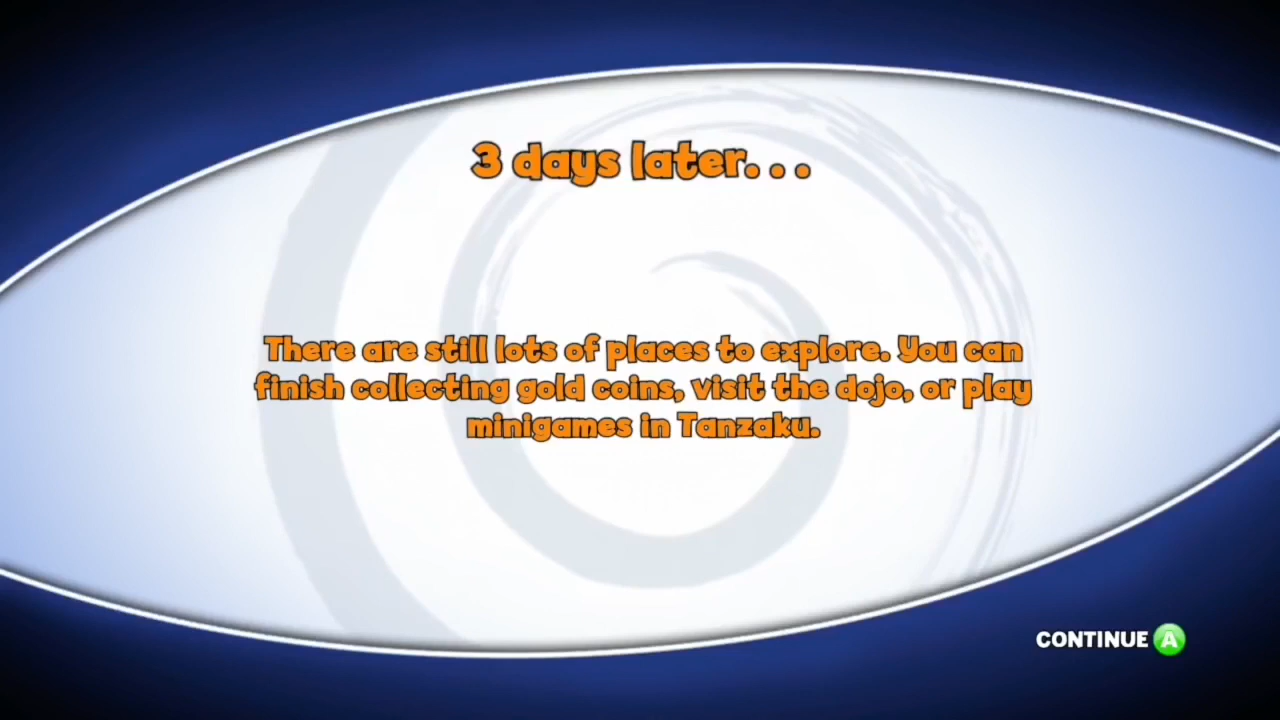 3 days later...
There are still lots of places to explore. You can
finish collecting gold coins, visit the dojo, or play
minigames in Tanzaku.
CONTINUE A